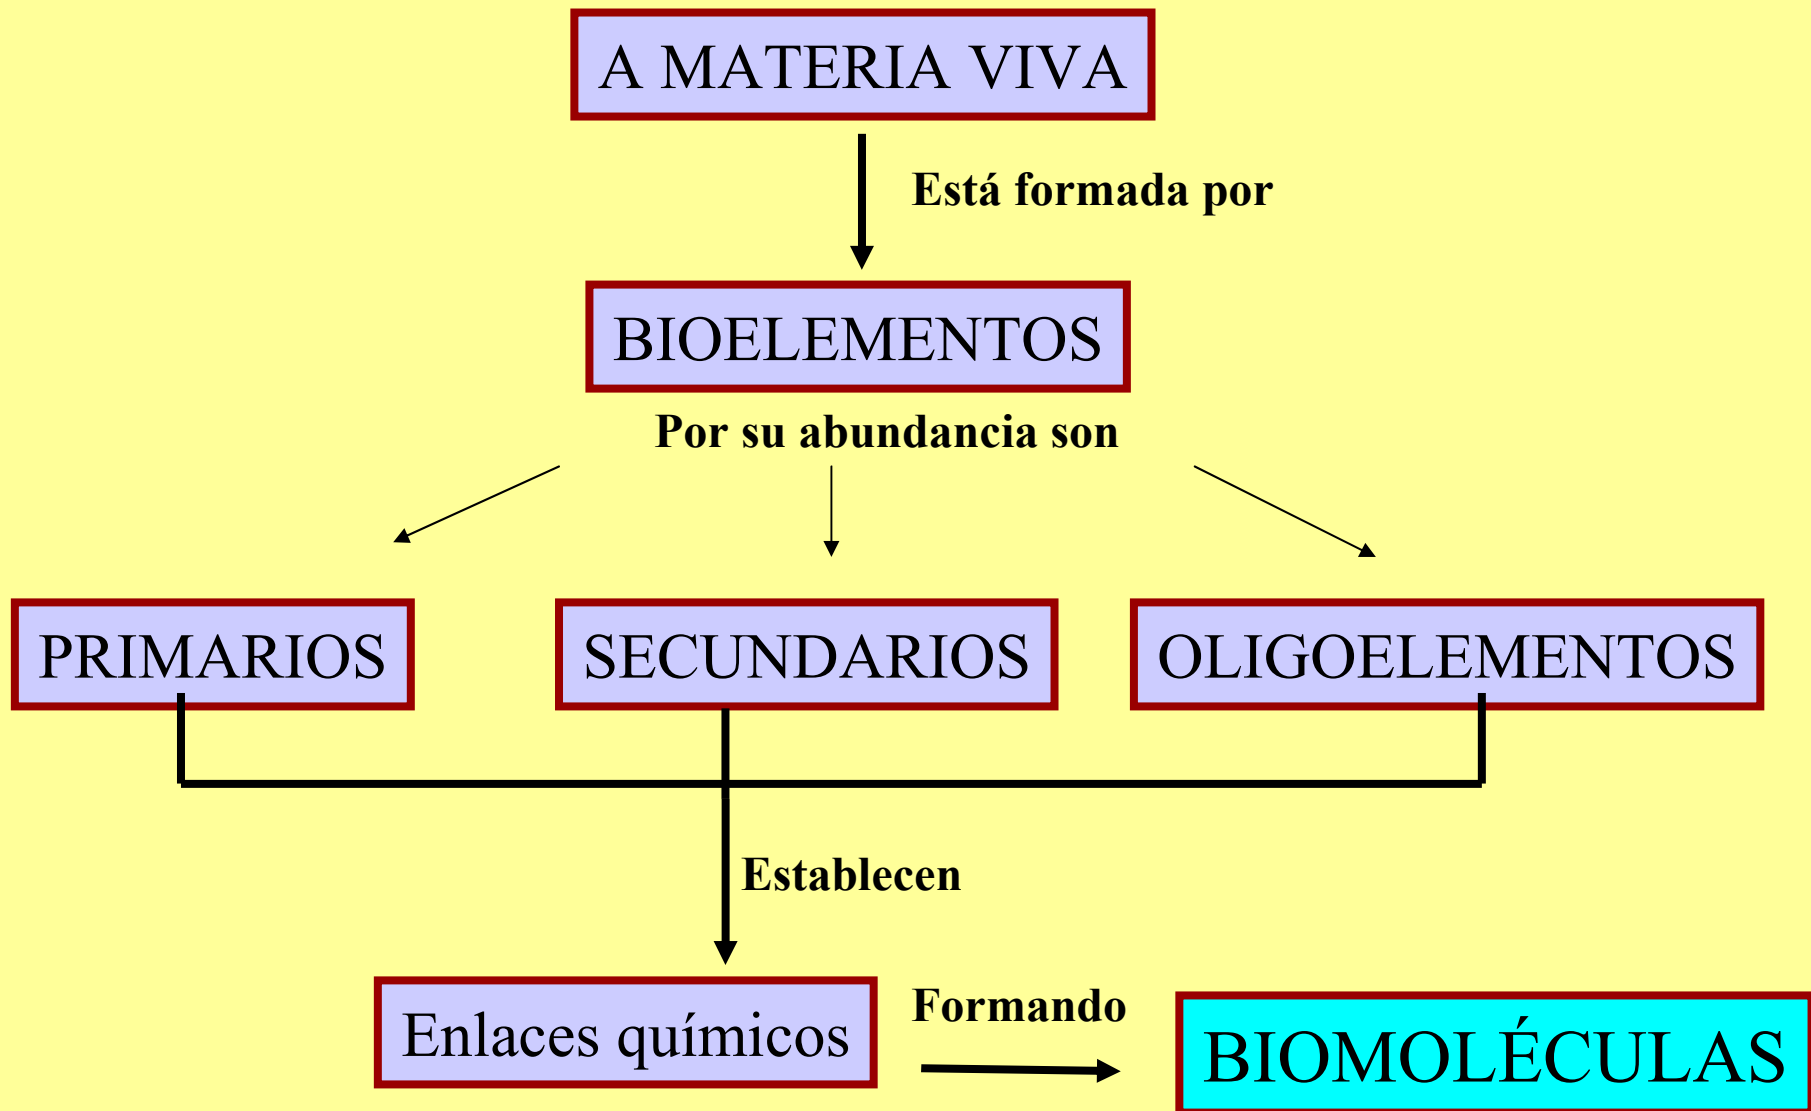 A MATERIA VIVA
Está formada por
BIOELEMENTOS
Por su abundancia son
PRIMARIOS
SECUNDARIOS
OLIGOELEMENTOS
Establecen
Enlaces químicos
Formando
BIOMOLÉCULAS